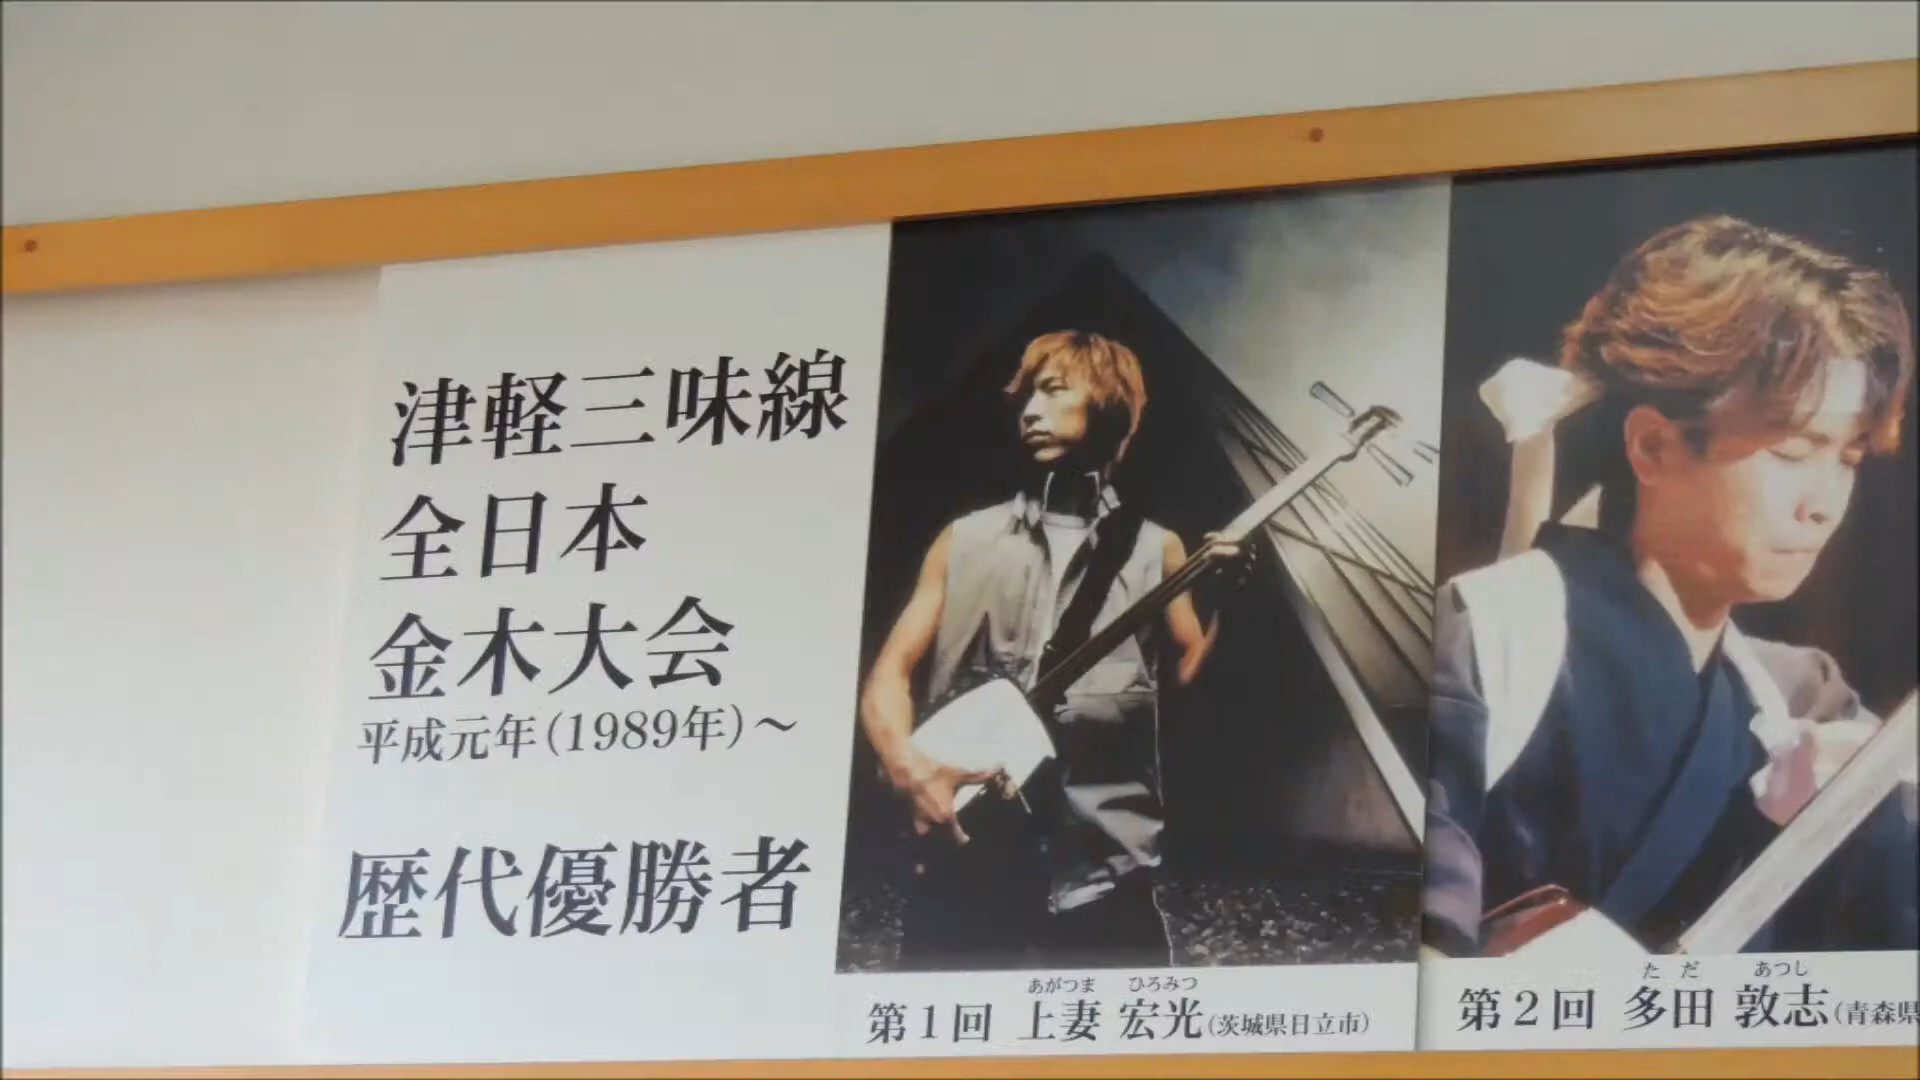 津軽三味線
全日本
金木大会
平成元年(1989年)～
歴代優勝者
あがつま ひろみつ
第1回 上妻 宏光(茨城県日立市)
ただ あつし
第2回 多田 敦志(青森県